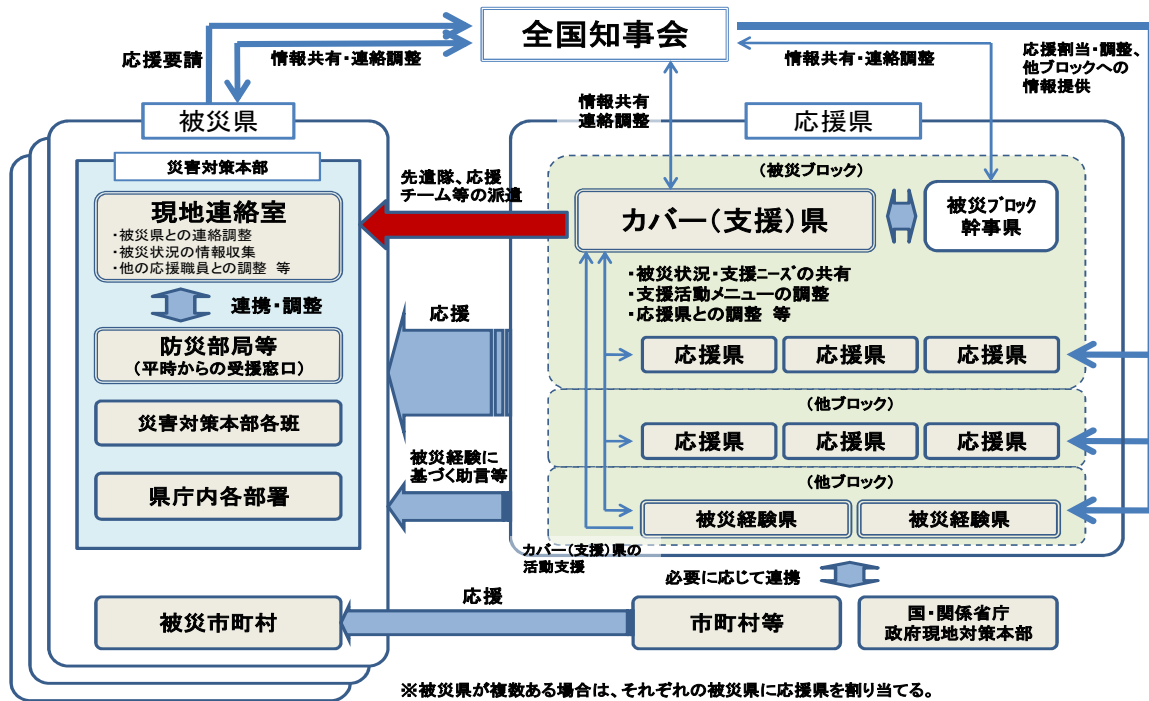 全国知事会
応援要請
情報共有・連絡調整
情報共有・連絡調整
応援割当・調整、
他ブロックへの
情報提供
情報共有
連絡調整
被災県
災害対策本部
現地連絡室
・被災県との連絡調整
・被災状況の情報収集
・他の応援職員との調整 等
連携・調整
防災部局等
(平時からの受援窓口)
災害対策本部各班
県庁内各部署
被災市町村
先遣隊、応援
チーム等の派遣
応援
被災経験に
基づく助言等
応援
応援県
(被災ブロック)
カバー(支援)県
被災ブロック
幹事県
・被災状況・支援ニーズの共有
・支援活動メニューの調整
・応援県との調整 等
応援県 応援県 応援県
(他ブロック)
応援県 応援県 応援県
(他ブロック)
被災経験県 被災経験県
カバー(支援)県の
活動支援
必要に応じて連携
市町村等
国・関係省庁
政府現地対策本部
※被災県が複数ある場合は、それぞれの被災県に応援県を割り当てる。